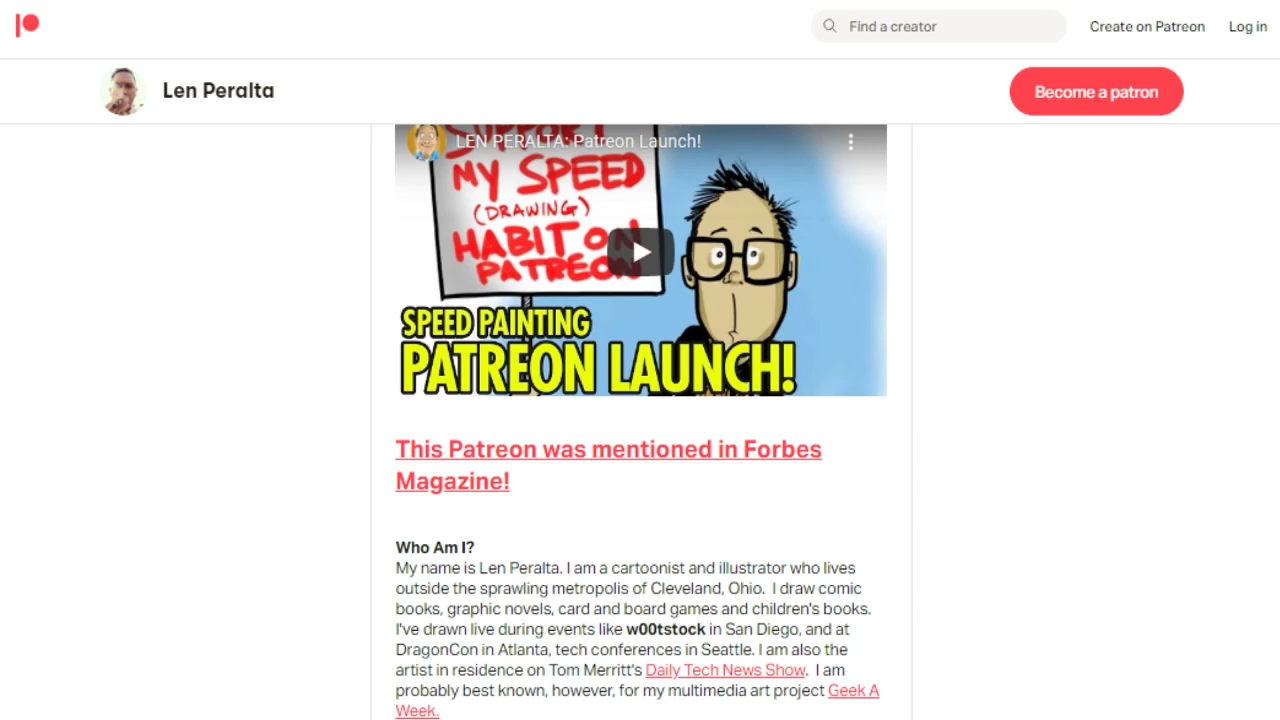 Find a creator
Create on Patreon
Log in
Len Peralta
Become a patron
SUPPORT
LEN PERALTA: Patreon Launch!
MY SPEED
(DRAWING)
HABIT ON
PATREON
SPEED PAINTING
PATREON LAUNCH!
This Patreon was mentioned in Forbes
Magazine!
Who Am I?
My name is Len Peralta. I am a cartoonist and illustrator who lives
outside the sprawling metropolis of Cleveland, Ohio.  I draw comic
books, graphic novels, card and board games and children's books.
I've drawn live during events like w00tstock in San Diego, and at
DragonCon in Atlanta, tech conferences in Seattle. I am also the
artist in residence on Tom Merritt's Daily Tech News Show.  I am
probably best known, however, for my multimedia art project Geek A
Week.